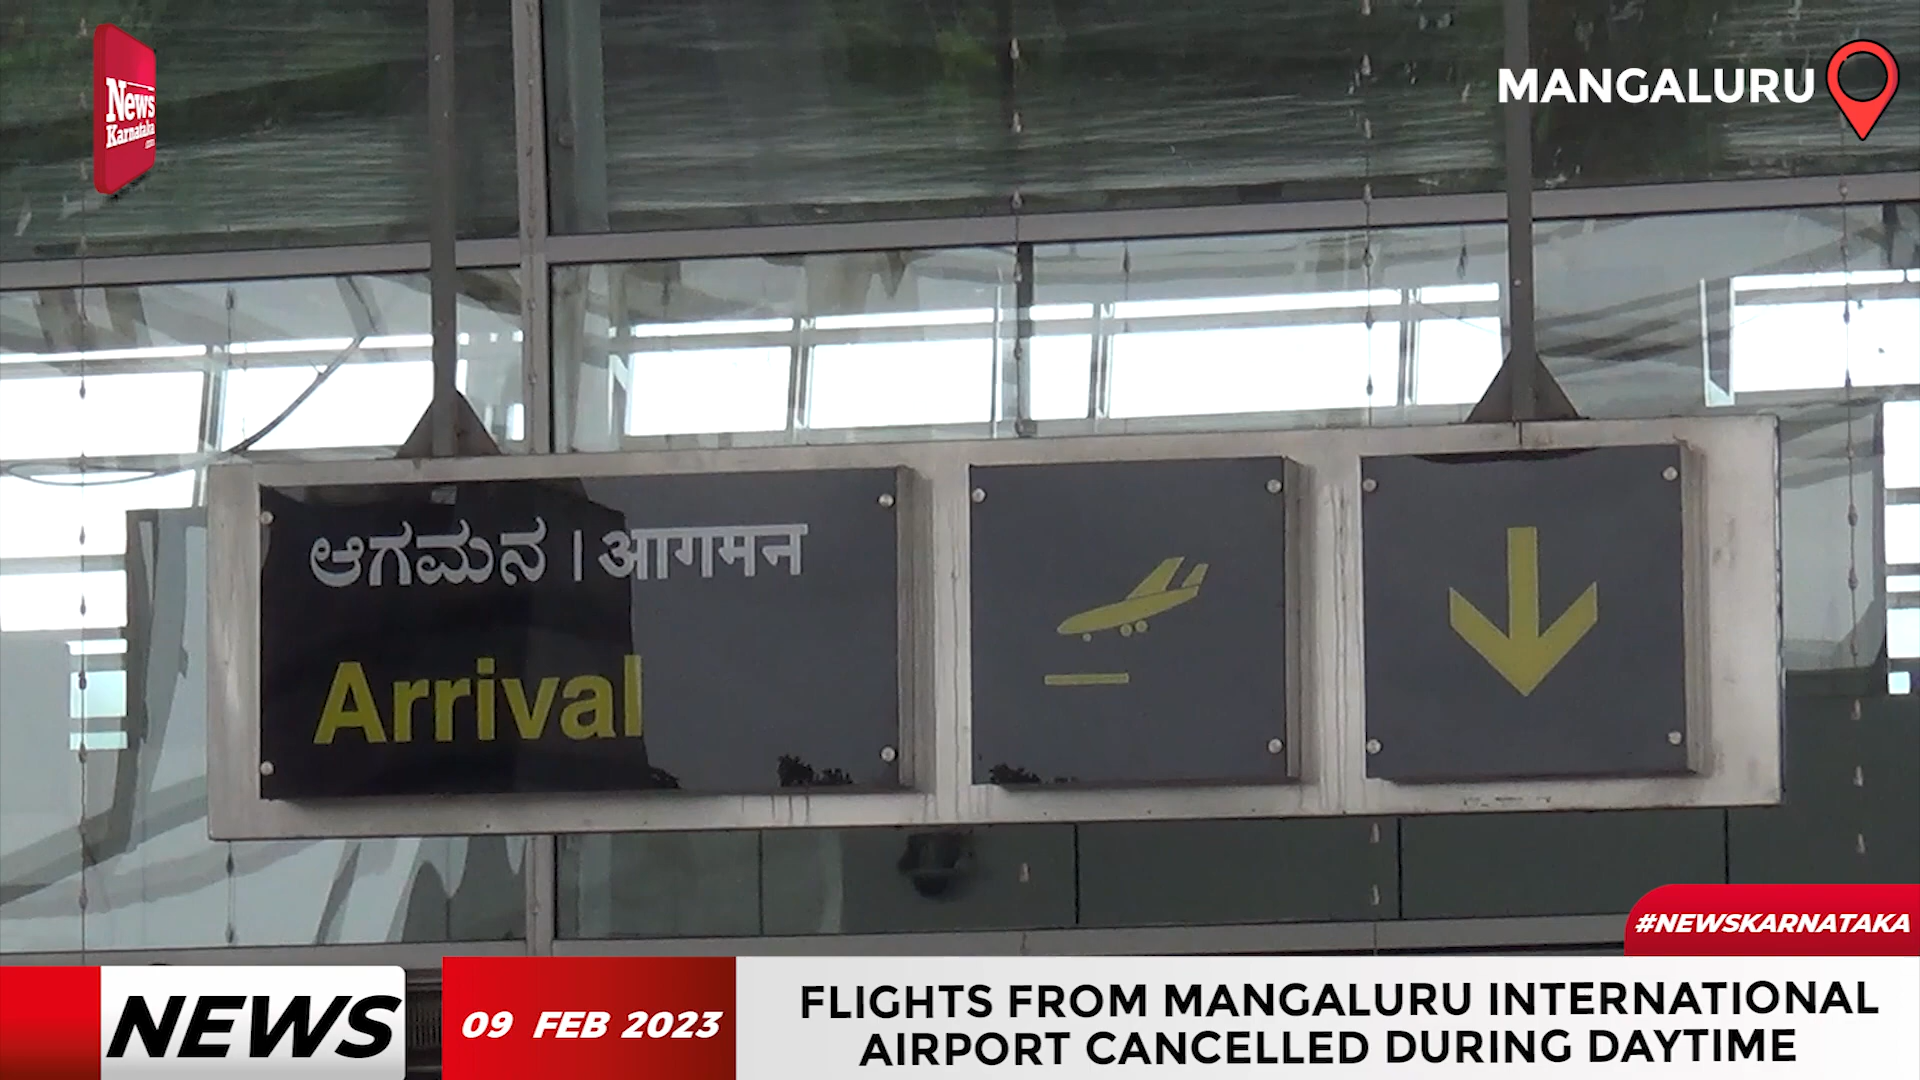 News
Karnataka
.com
MANGALURU
ಆಗಮನ | आगमन
Arrival
#NEWSKARNATAKA
NEWS
09 FEB 2023
FLIGHTS FROM MANGALURU INTERNATIONAL
AIRPORT CANCELLED DURING DAYTIME